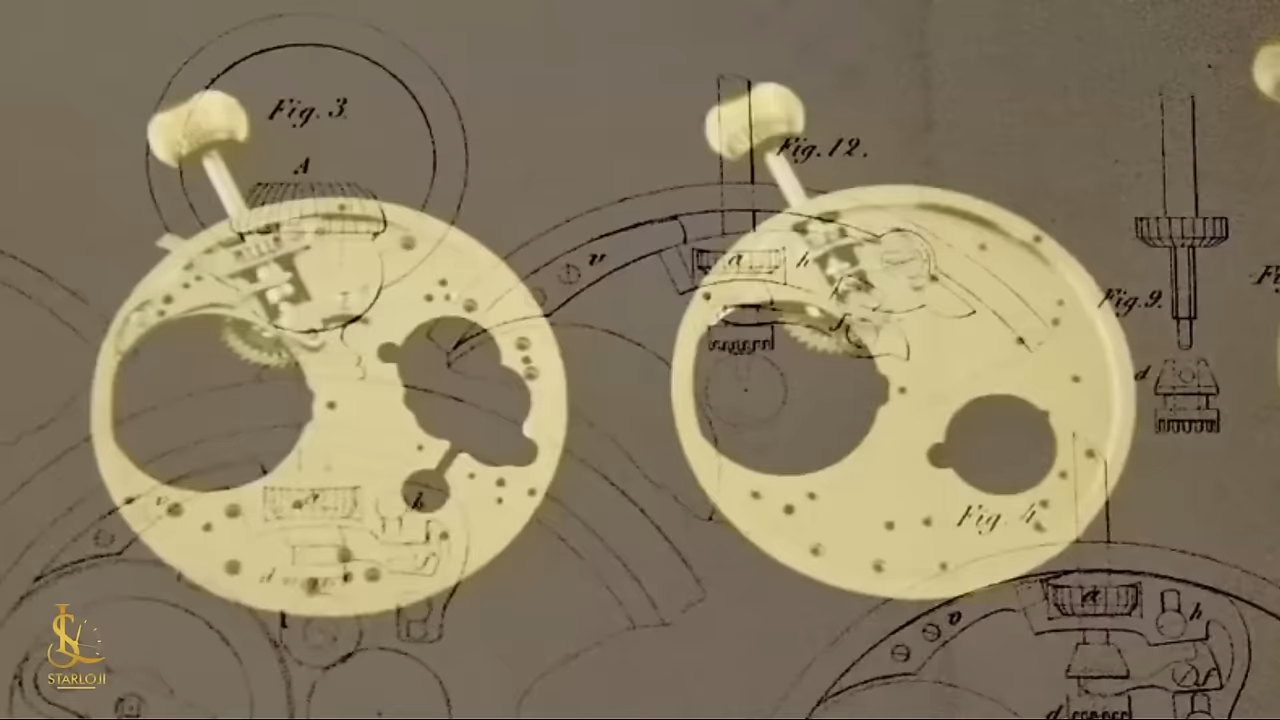 Fig. 3.
A
Fig. 12.
v
a
h
Fig. 9.
d
v
a
h
Fig. 4.
d
a
h
v
d
STARLOJI